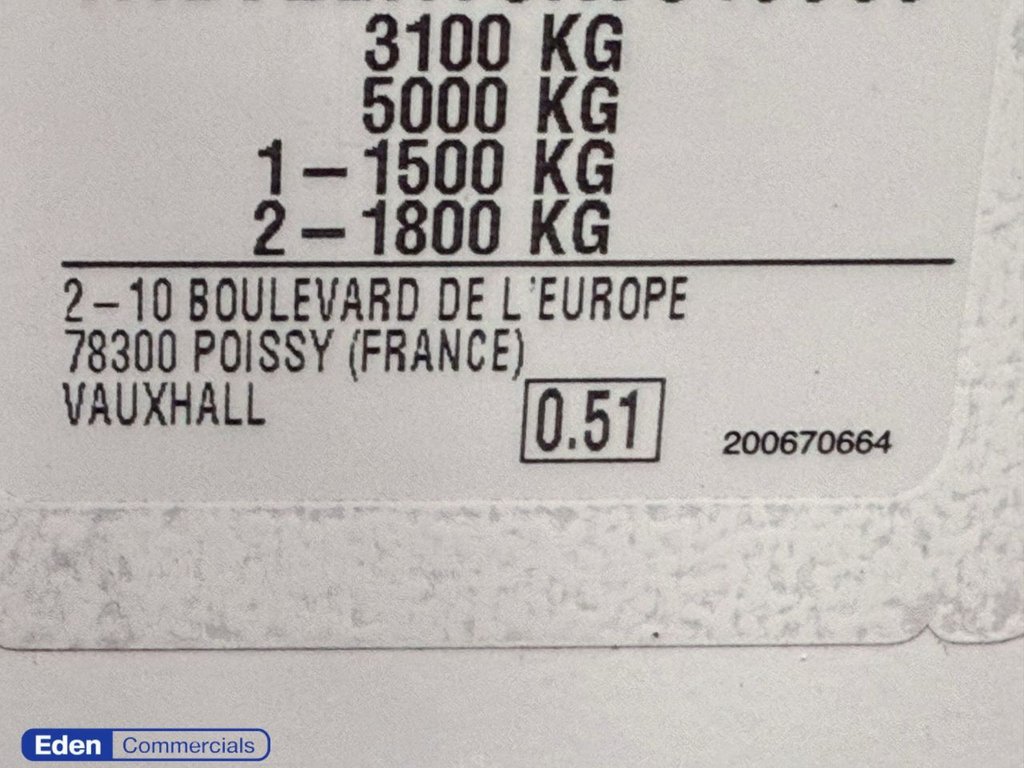 3100 KG
5000 KG
1 – 1500 KG
2 – 1800 KG
2 – 10 BOULEVARD DE L'EUROPE
78300 POISSY (FRANCE)
VAUXHALL
0.51
200670664
Eden Commercials